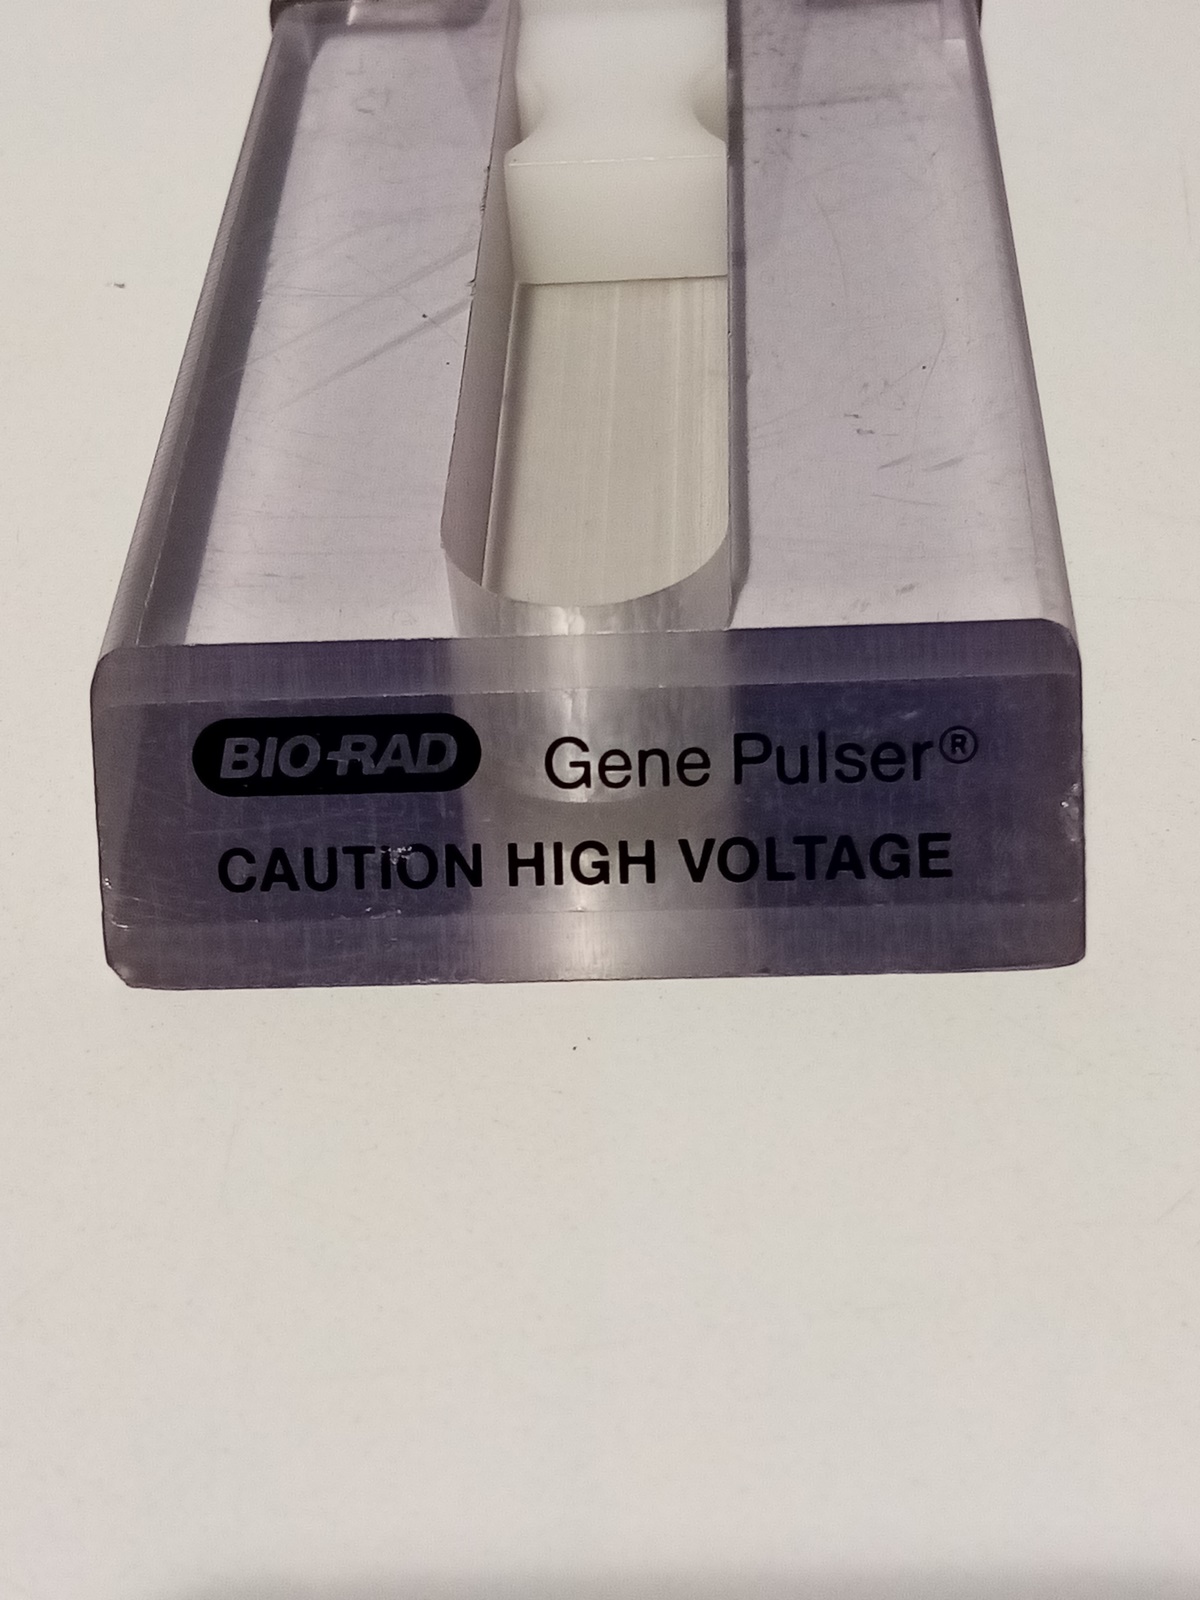 BIO-RAD Gene Pulser®
CAUTION HIGH VOLTAGE